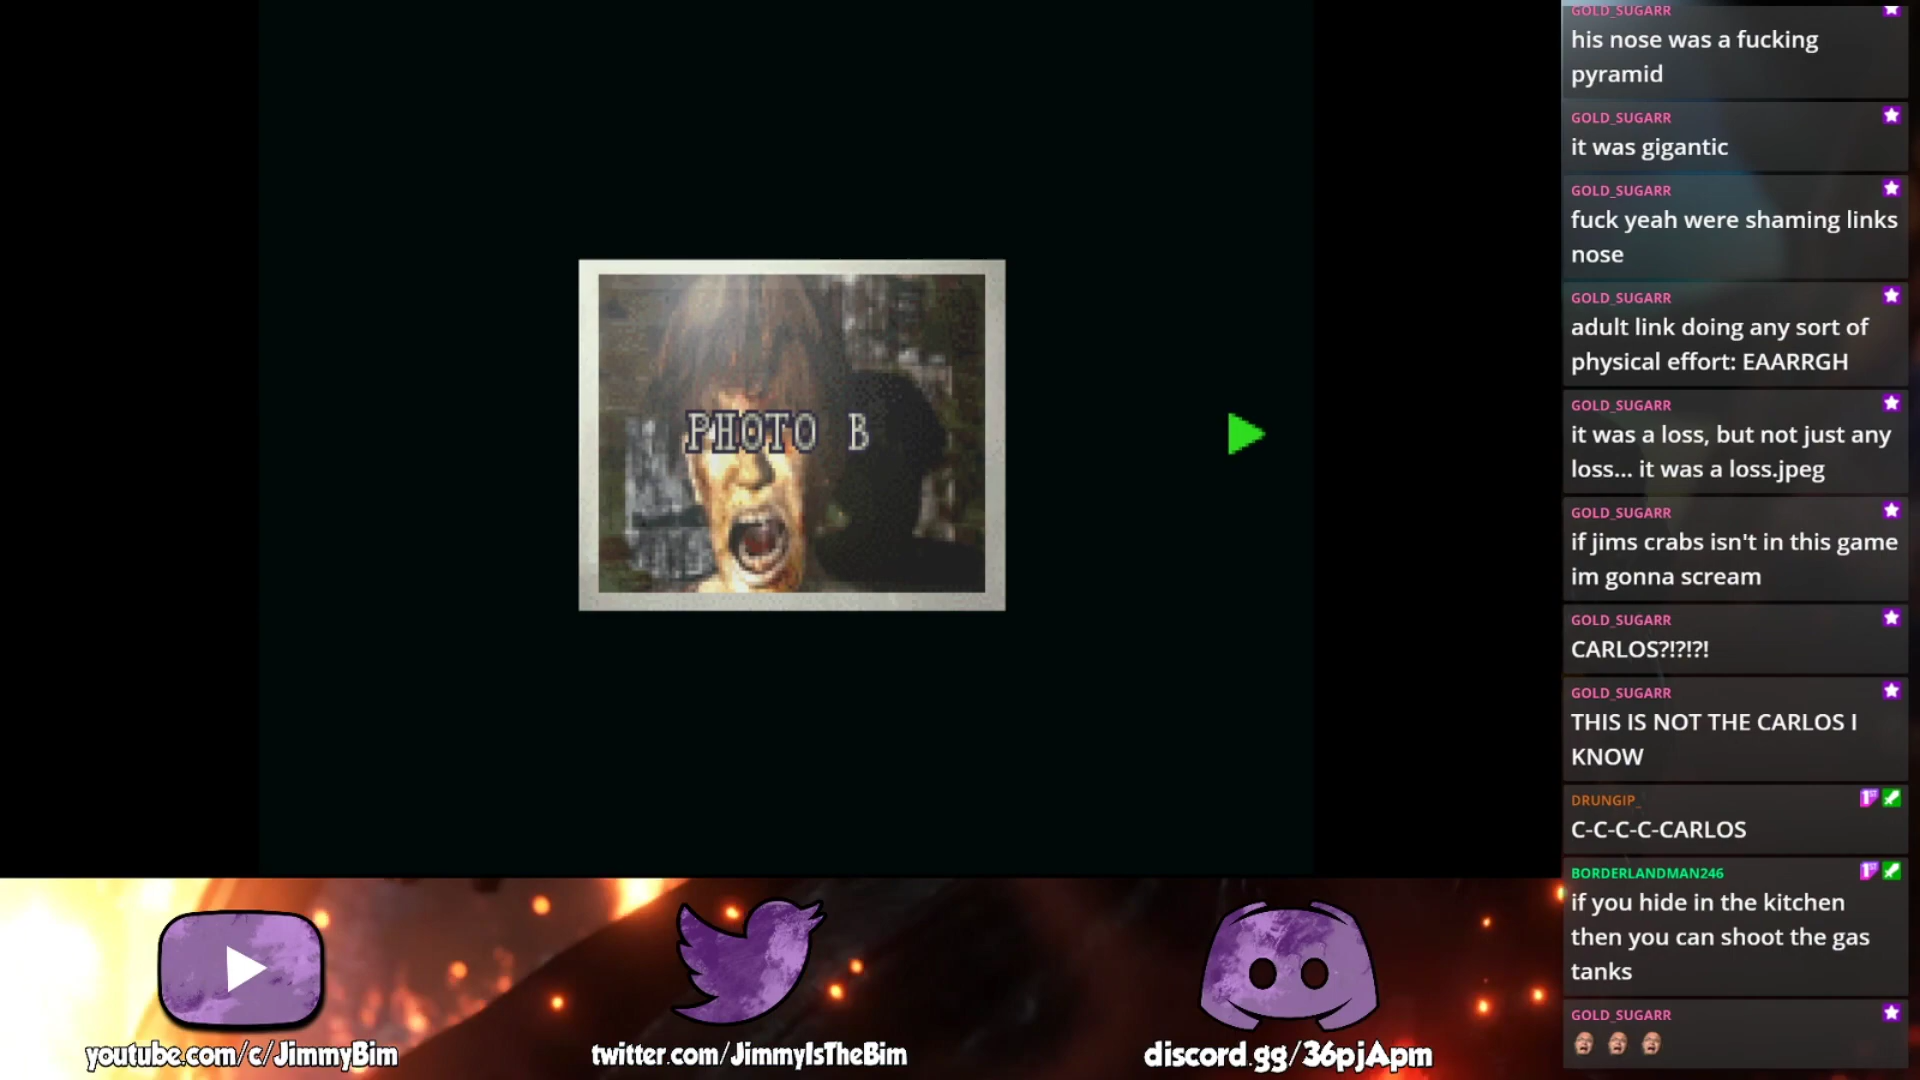 GOLD_SUGARR
his nose was a fucking
pyramid
GOLD_SUGARR
it was gigantic
GOLD_SUGARR
fuck yeah were shaming links
nose
GOLD_SUGARR
adult link doing any sort of
physical effort: EAARRGH
GOLD_SUGARR
it was a loss, but not just any
loss... it was a loss.jpeg
GOLD_SUGARR
if jims crabs isn't in this game
im gonna scream
GOLD_SUGARR
CARLOS?!?!?!
GOLD_SUGARR
THIS IS NOT THE CARLOS I
KNOW
DRUNGIP_
C-C-C-C-CARLOS
BORDERLANDMAN246
if you hide in the kitchen
then you can shoot the gas
tanks
GOLD_SUGARR
PHOTO B
youtube.com/c/JimmyBim
twitter.com/JimmyIsTheBim
discord.gg/36pjApm